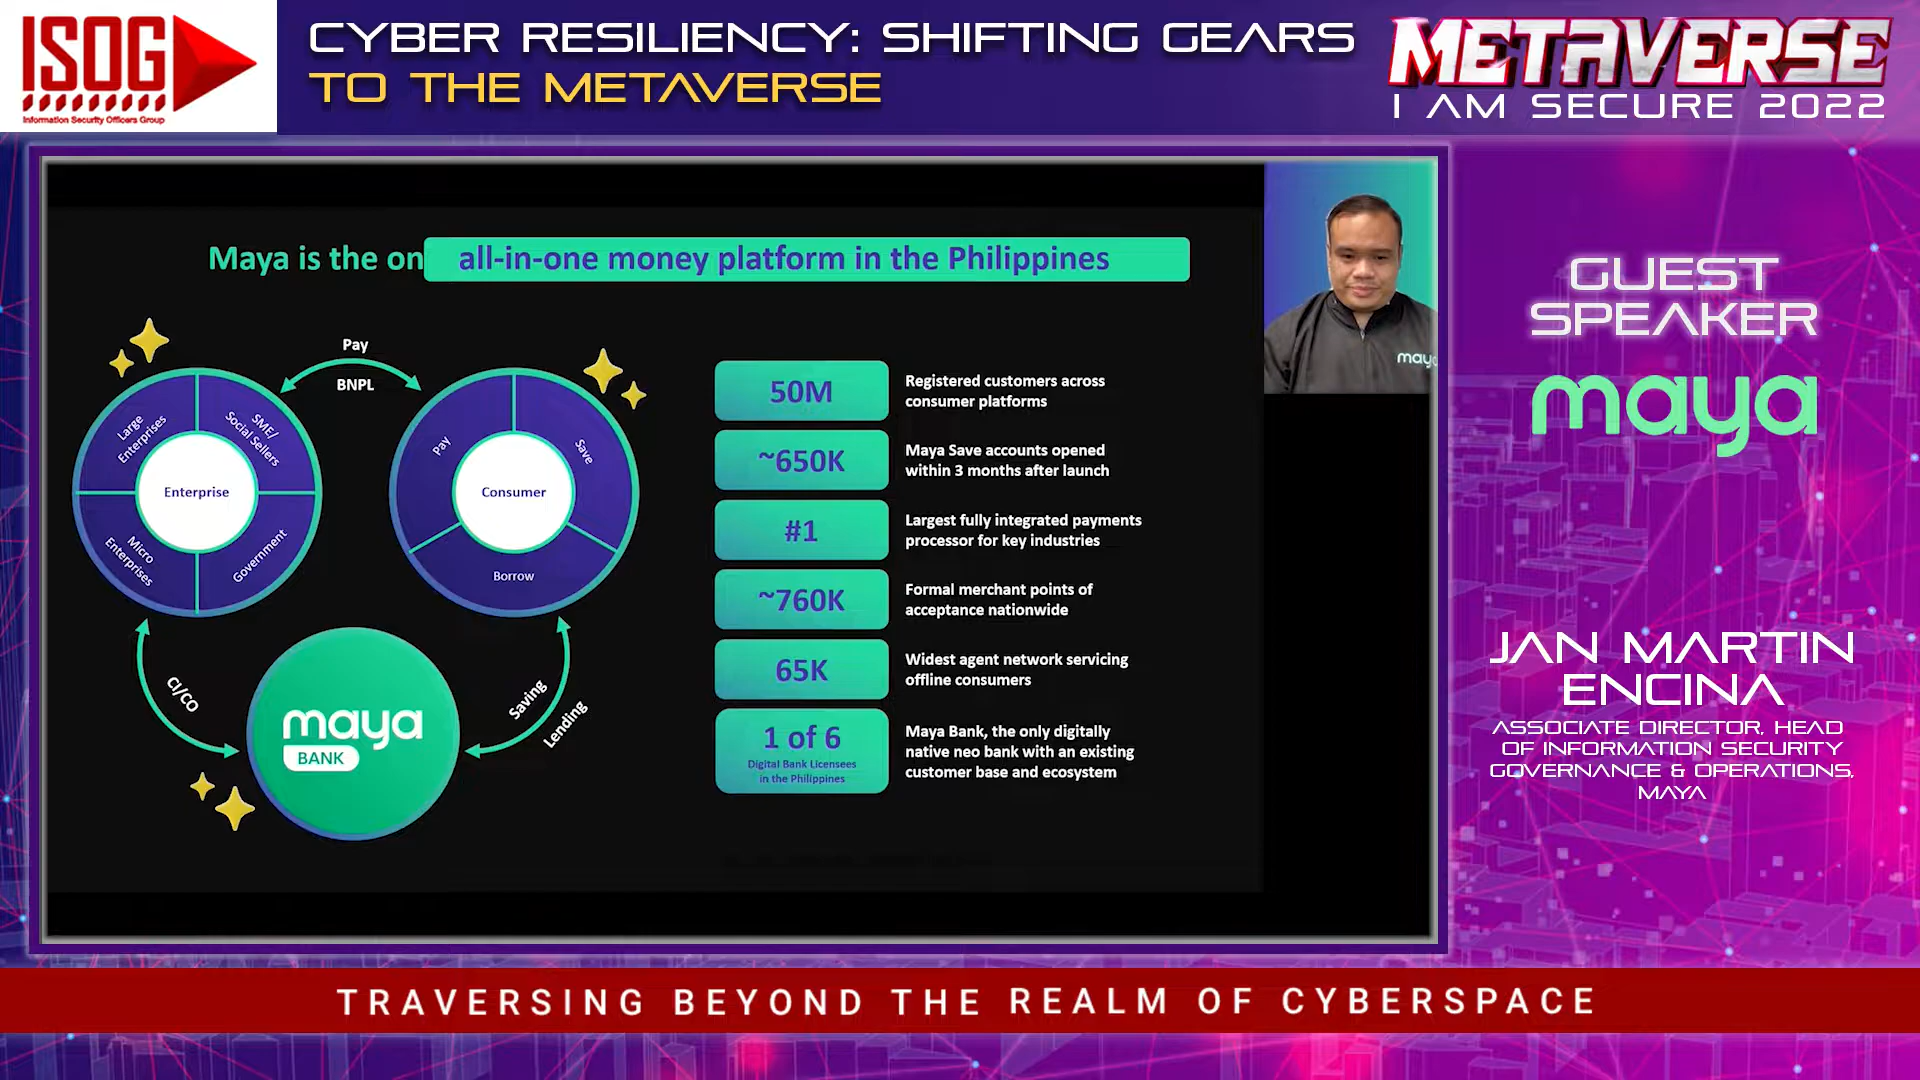 ISOG
Information Security Officers Group
CYBER RESILIENCY: SHIFTING GEARS
TO THE METAVERSE
METAVERSE
I AM SECURE 2022
Maya is the on all-in-one money platform in the Philippines
Pay
BNPL
Large
Enterprises
SME/
Social Sellers
Enterprise
Micro
Enterprises
Government
Pay
Save
Consumer
Borrow
CI/CO
Saving
Lending
maya
BANK
50M
Registered customers across
consumer platforms
~650K
Maya Save accounts opened
within 3 months after launch
#1
Largest fully integrated payments
processor for key industries
~760K
Formal merchant points of
acceptance nationwide
65K
Widest agent network servicing
offline consumers
1 of 6
Digital Bank Licensees
in the Philippines
Maya Bank, the only digitally
native neo bank with an existing
customer base and ecosystem
maya
GUEST
SPEAKER
maya
JAN MARTIN
ENCINA
ASSOCIATE DIRECTOR, HEAD
OF INFORMATION SECURITY
GOVERNANCE & OPERATIONS,
MAYA
TRAVERSING BEYOND THE REALM OF CYBERSPACE